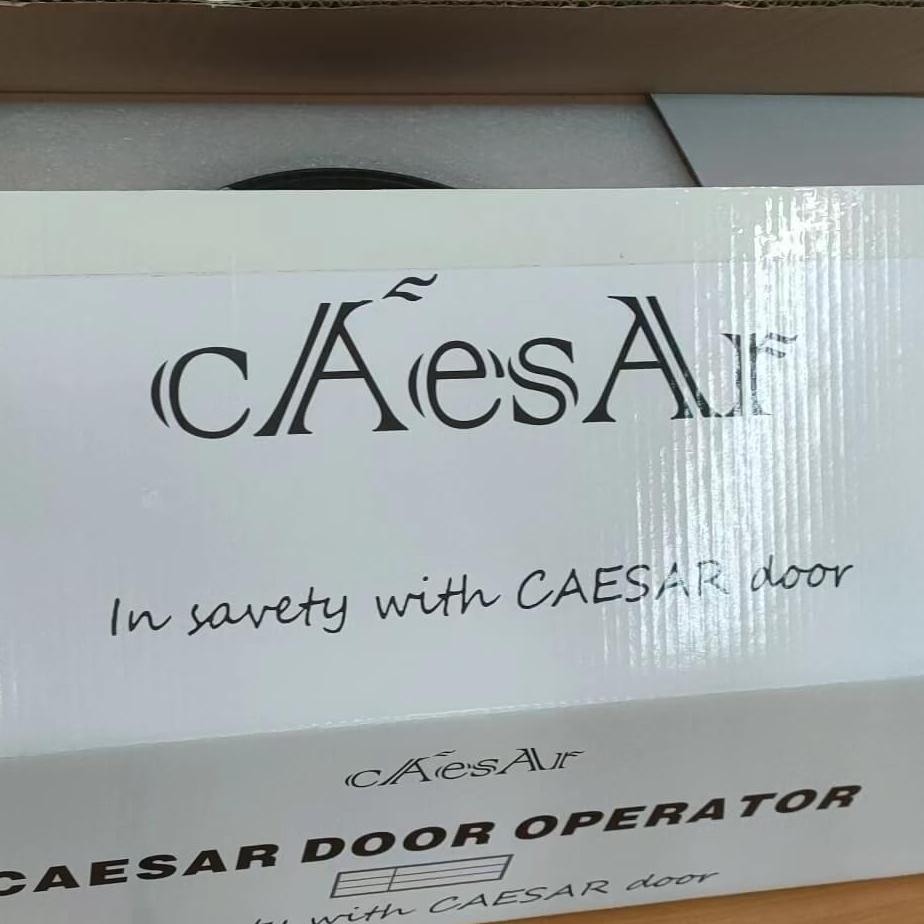 cAesAr
In savety with CAESAR door
cAesAr
CAESAR DOOR OPERATOR
with CAESAR door